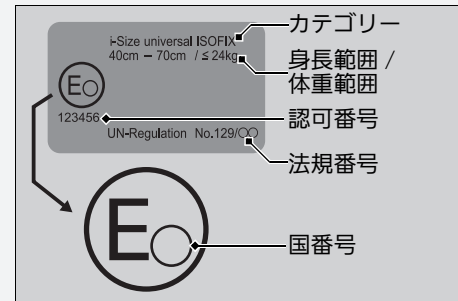 i-Size universal ISOFIX
40cm – 70cm / ≤ 24kg
E
123456
UN-Regulation No.129/○○
E
カテゴリー
身長範囲 /
体重範囲
認可番号
法規番号
国番号